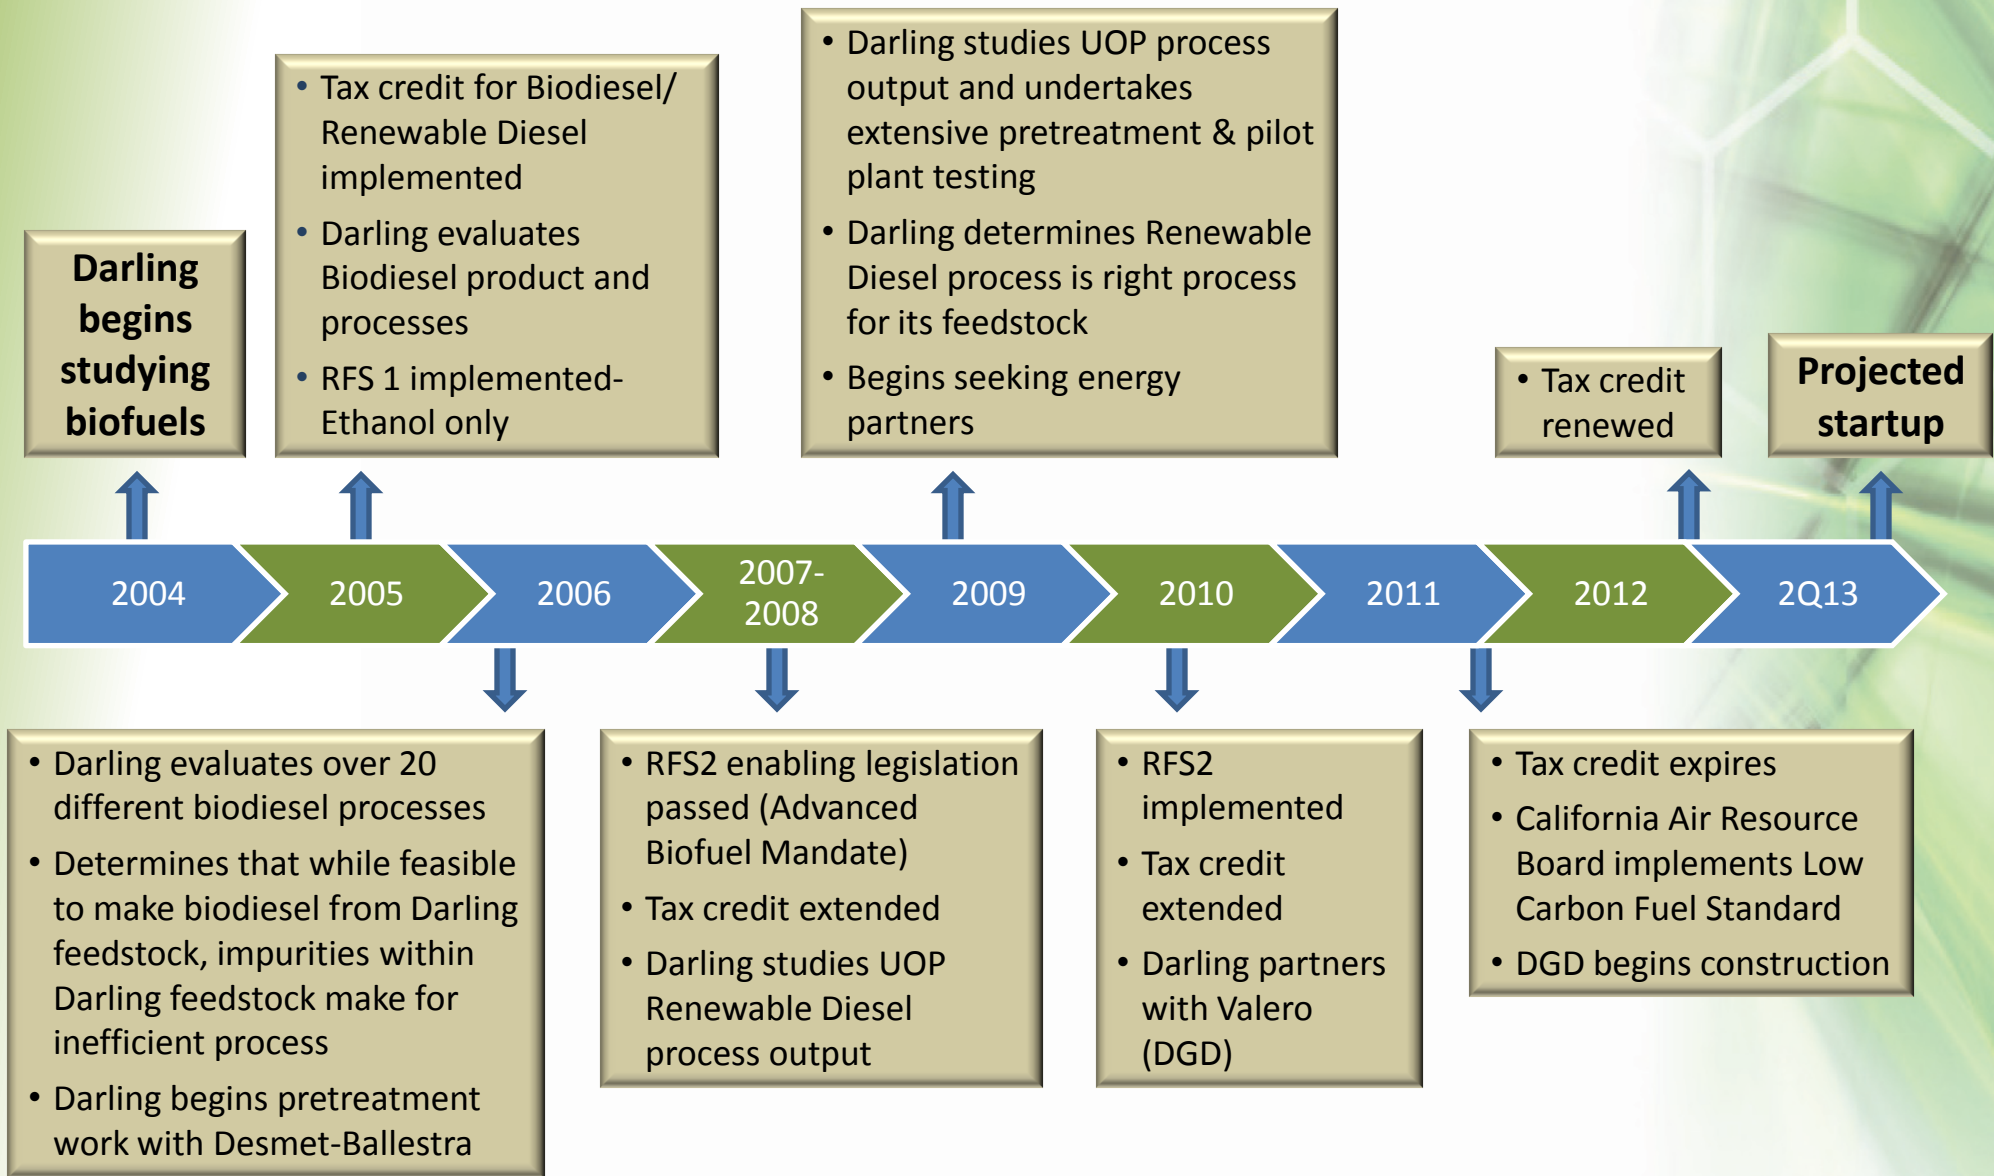 Darling
begins
studying
biofuels
• Tax credit for Biodiesel/
Renewable Diesel
implemented
• Darling evaluates
Biodiesel product and
processes
• RFS 1 implemented-
Ethanol only
• Darling studies UOP process
output and undertakes
extensive pretreatment & pilot
plant testing
• Darling determines Renewable
Diesel process is right process
for its feedstock
• Begins seeking energy
partners
• Tax credit
renewed
Projected
startup
2004
2005
2006
2007-
2008
2009
2010
2011
2012
2Q13
• Darling evaluates over 20
different biodiesel processes
• Determines that while feasible
to make biodiesel from Darling
feedstock, impurities within
Darling feedstock make for
inefficient process
• Darling begins pretreatment
work with Desmet-Ballestra
• RFS2 enabling legislation
passed (Advanced
Biofuel Mandate)
• Tax credit extended
• Darling studies UOP
Renewable Diesel
process output
• RFS2
implemented
• Tax credit
extended
• Darling partners
with Valero
(DGD)
• Tax credit expires
• California Air Resource
Board implements Low
Carbon Fuel Standard
• DGD begins construction